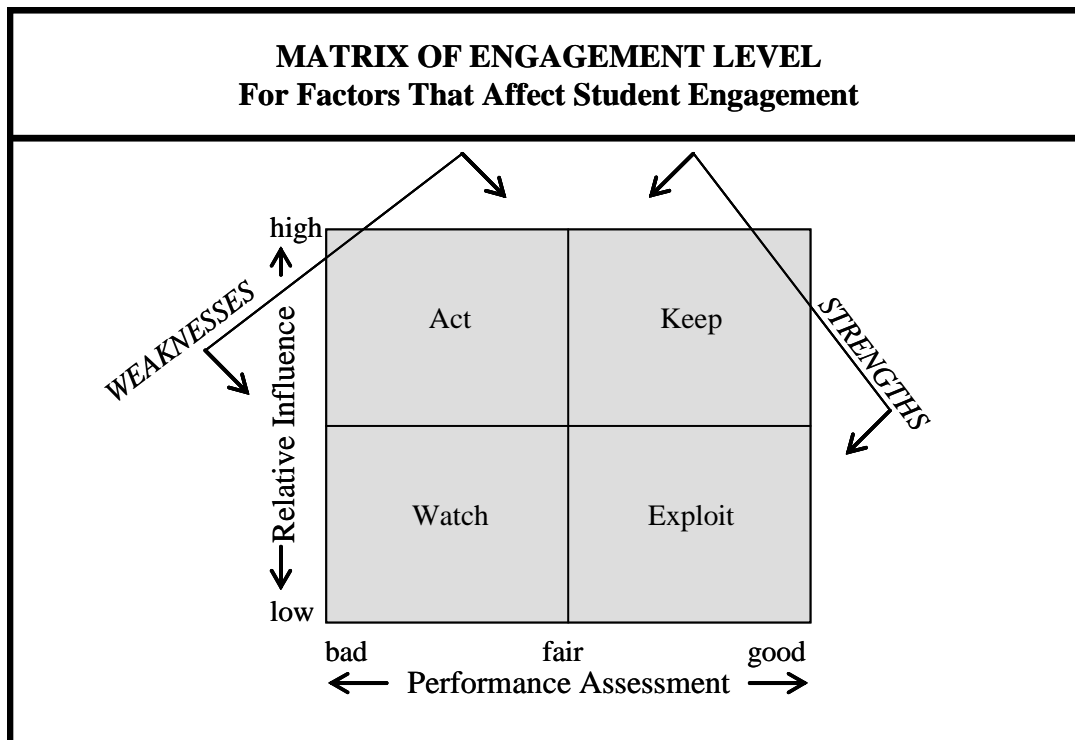 MATRIX OF ENGAGEMENT LEVEL
For Factors That Affect Student Engagement
high
WEAKNESSES
Relative Influence
Act
Keep
STRENGTHS
Watch
Exploit
low
bad
fair
good
Performance Assessment